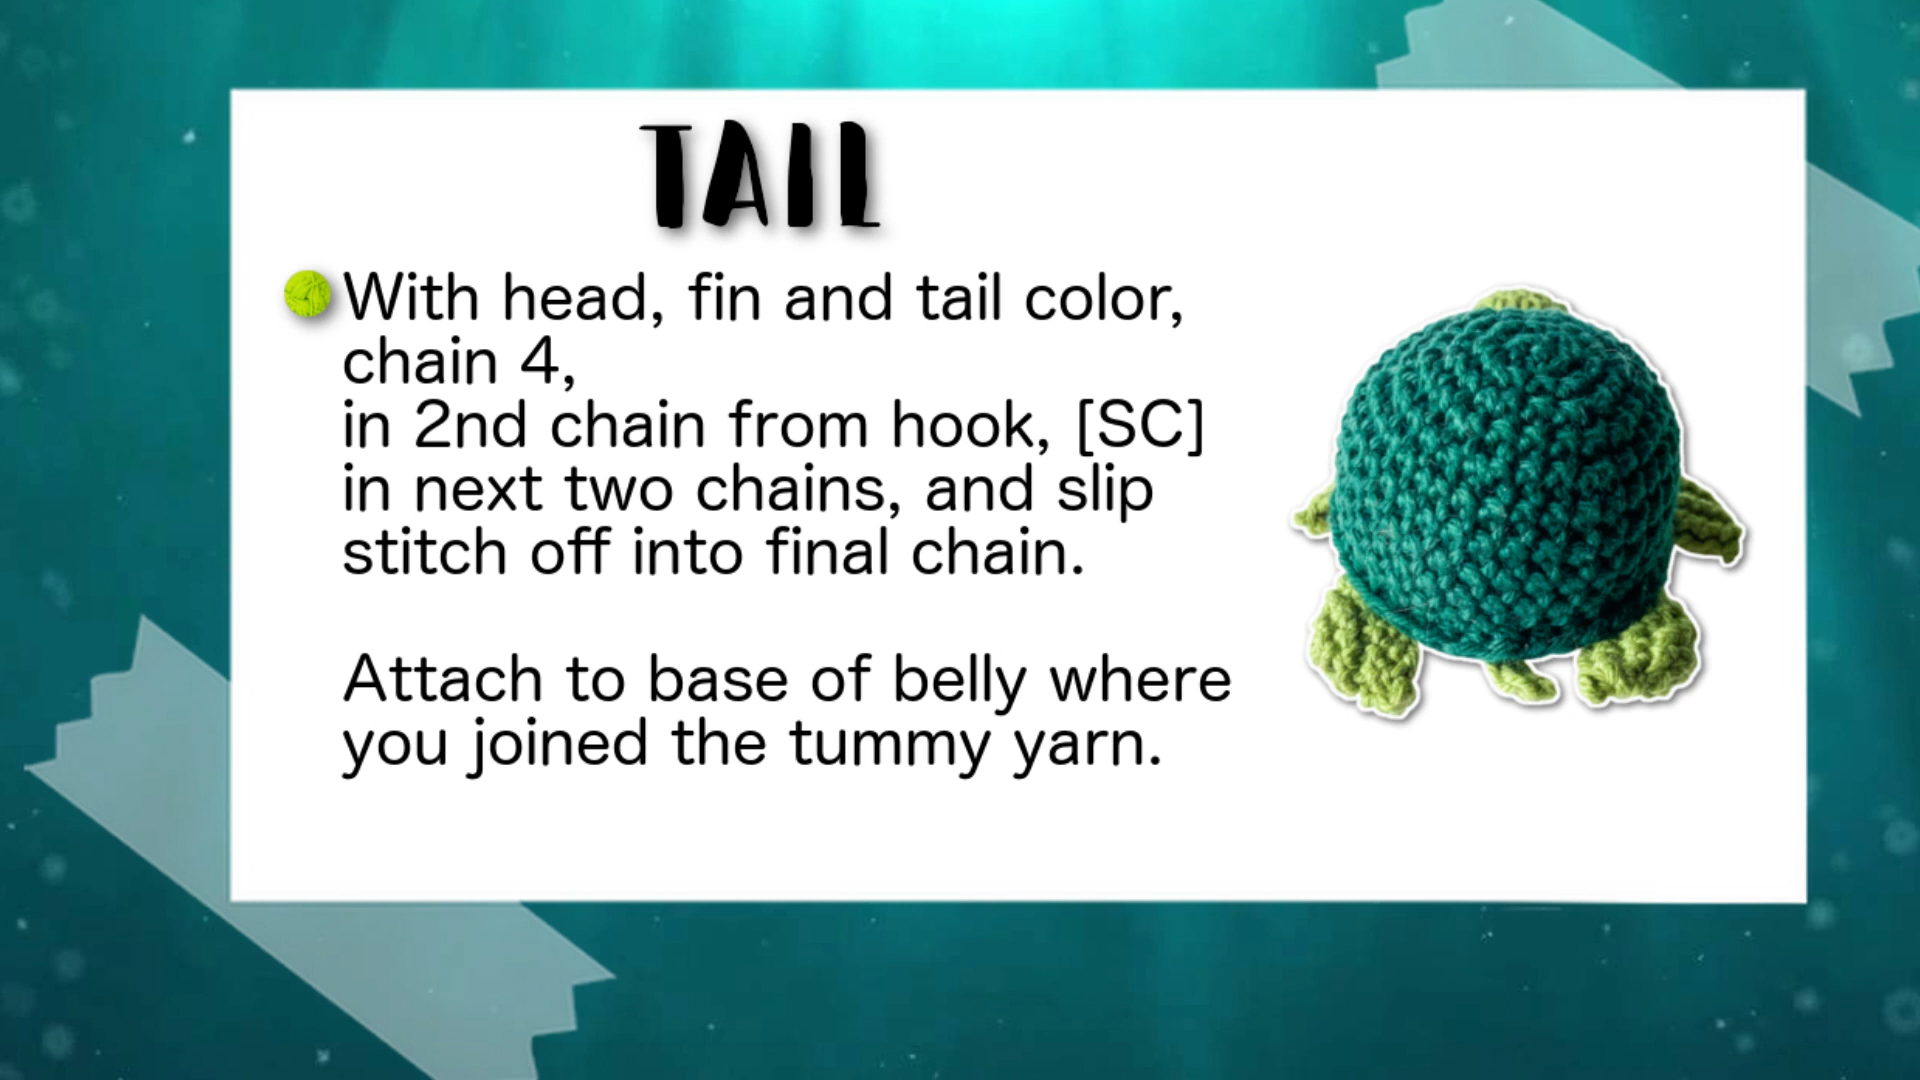 TAIL
With head, fin and tail color,
chain 4,
in 2nd chain from hook, [SC]
in next two chains, and slip
stitch off into final chain.
Attach to base of belly where
you joined the tummy yarn.